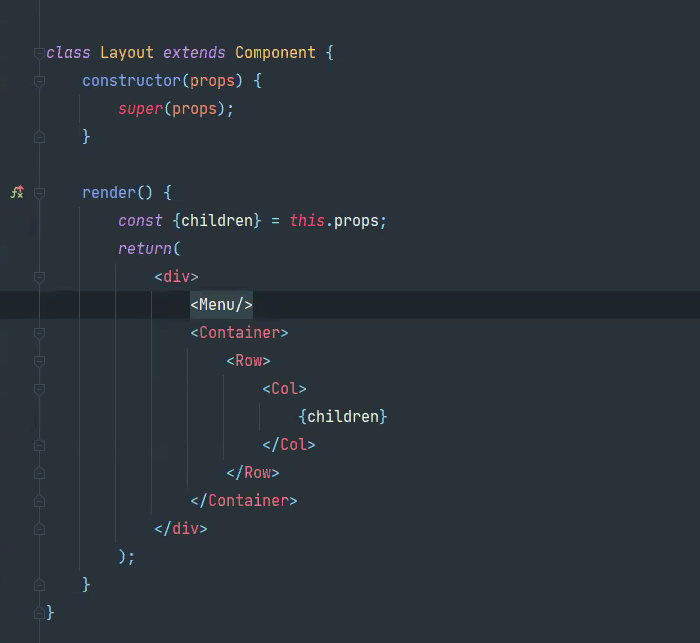 class Layout extends Component {
    constructor(props) {
        super(props);
    }

    render() {
        const {children} = this.props;
        return(
            <div>
                <Menu/>
                <Container>
                    <Row>
                        <Col>
                            {children}
                        </Col>
                    </Row>
                </Container>
            </div>
        );
    }
}